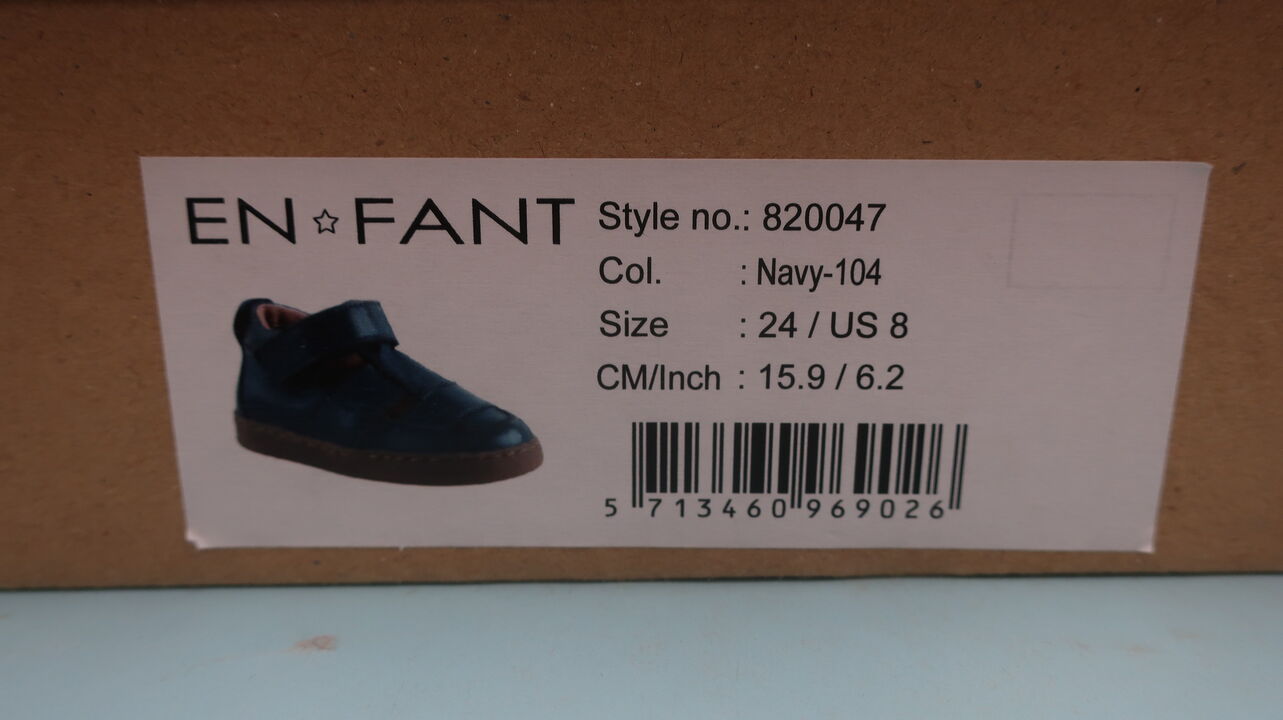 EN☆FANT
Style no.: 820047
Col. : Navy-104
Size : 24 / US 8
CM/Inch : 15.9 / 6.2
5 713460 969026